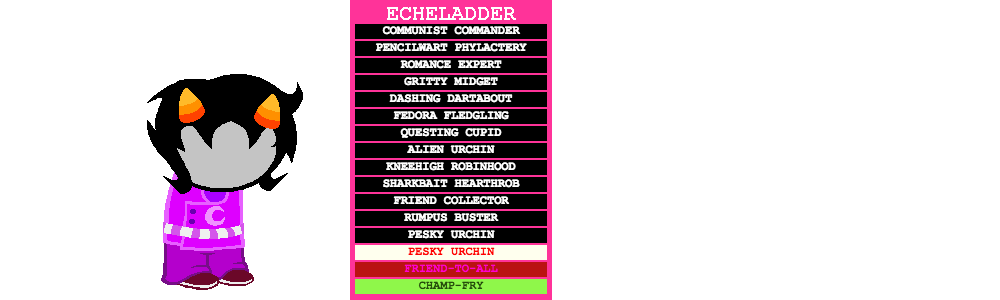 ECHELADDER
COMMUNIST COMMANDER
PENCILWART PHYLACTERY
ROMANCE EXPERT
GRITTY MIDGET
DASHING DARTABOUT
FEDORA FLEDGLING
QUESTING CUPID
ALIEN URCHIN
KNEEHIGH ROBINHOOD
SHARKBAIT HEARTHROB
FRIEND COLLECTOR
RUMPUS BUSTER
PESKY URCHIN
PESKY URCHIN
FRIEND-TO-ALL
CHAMP-FRY